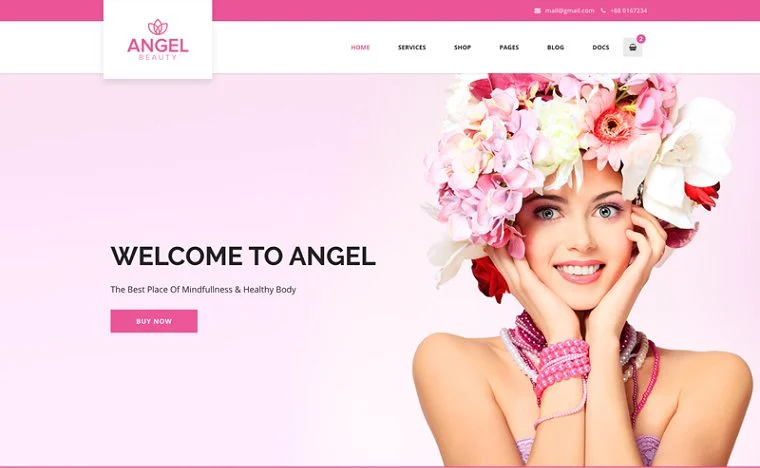 mail@gmail.com +88 0167234
ANGEL
BEAUTY
HOME SERVICES SHOP PAGES BLOG DOCS 2
WELCOME TO ANGEL
The Best Place Of Mindfullness & Healthy Body
BUY NOW